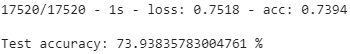 17520/17520 - 1s - loss: 0.7518 - acc: 0.7394
Test accuracy: 73.93835783004761 %